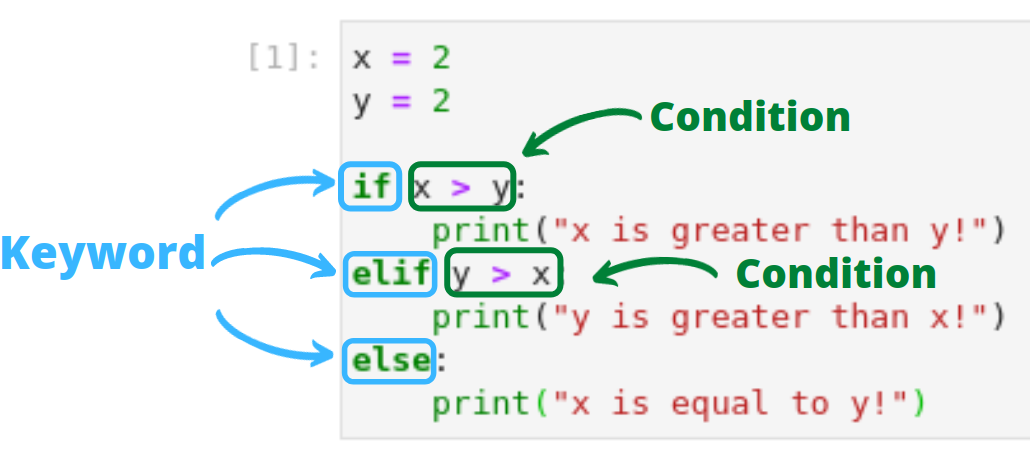 [1]: x = 2
y = 2
Condition
if x > y:
print("x is greater than y!")
Keyword
elif y > x
Condition
print("y is greater than x!")
else:
print("x is equal to y!")